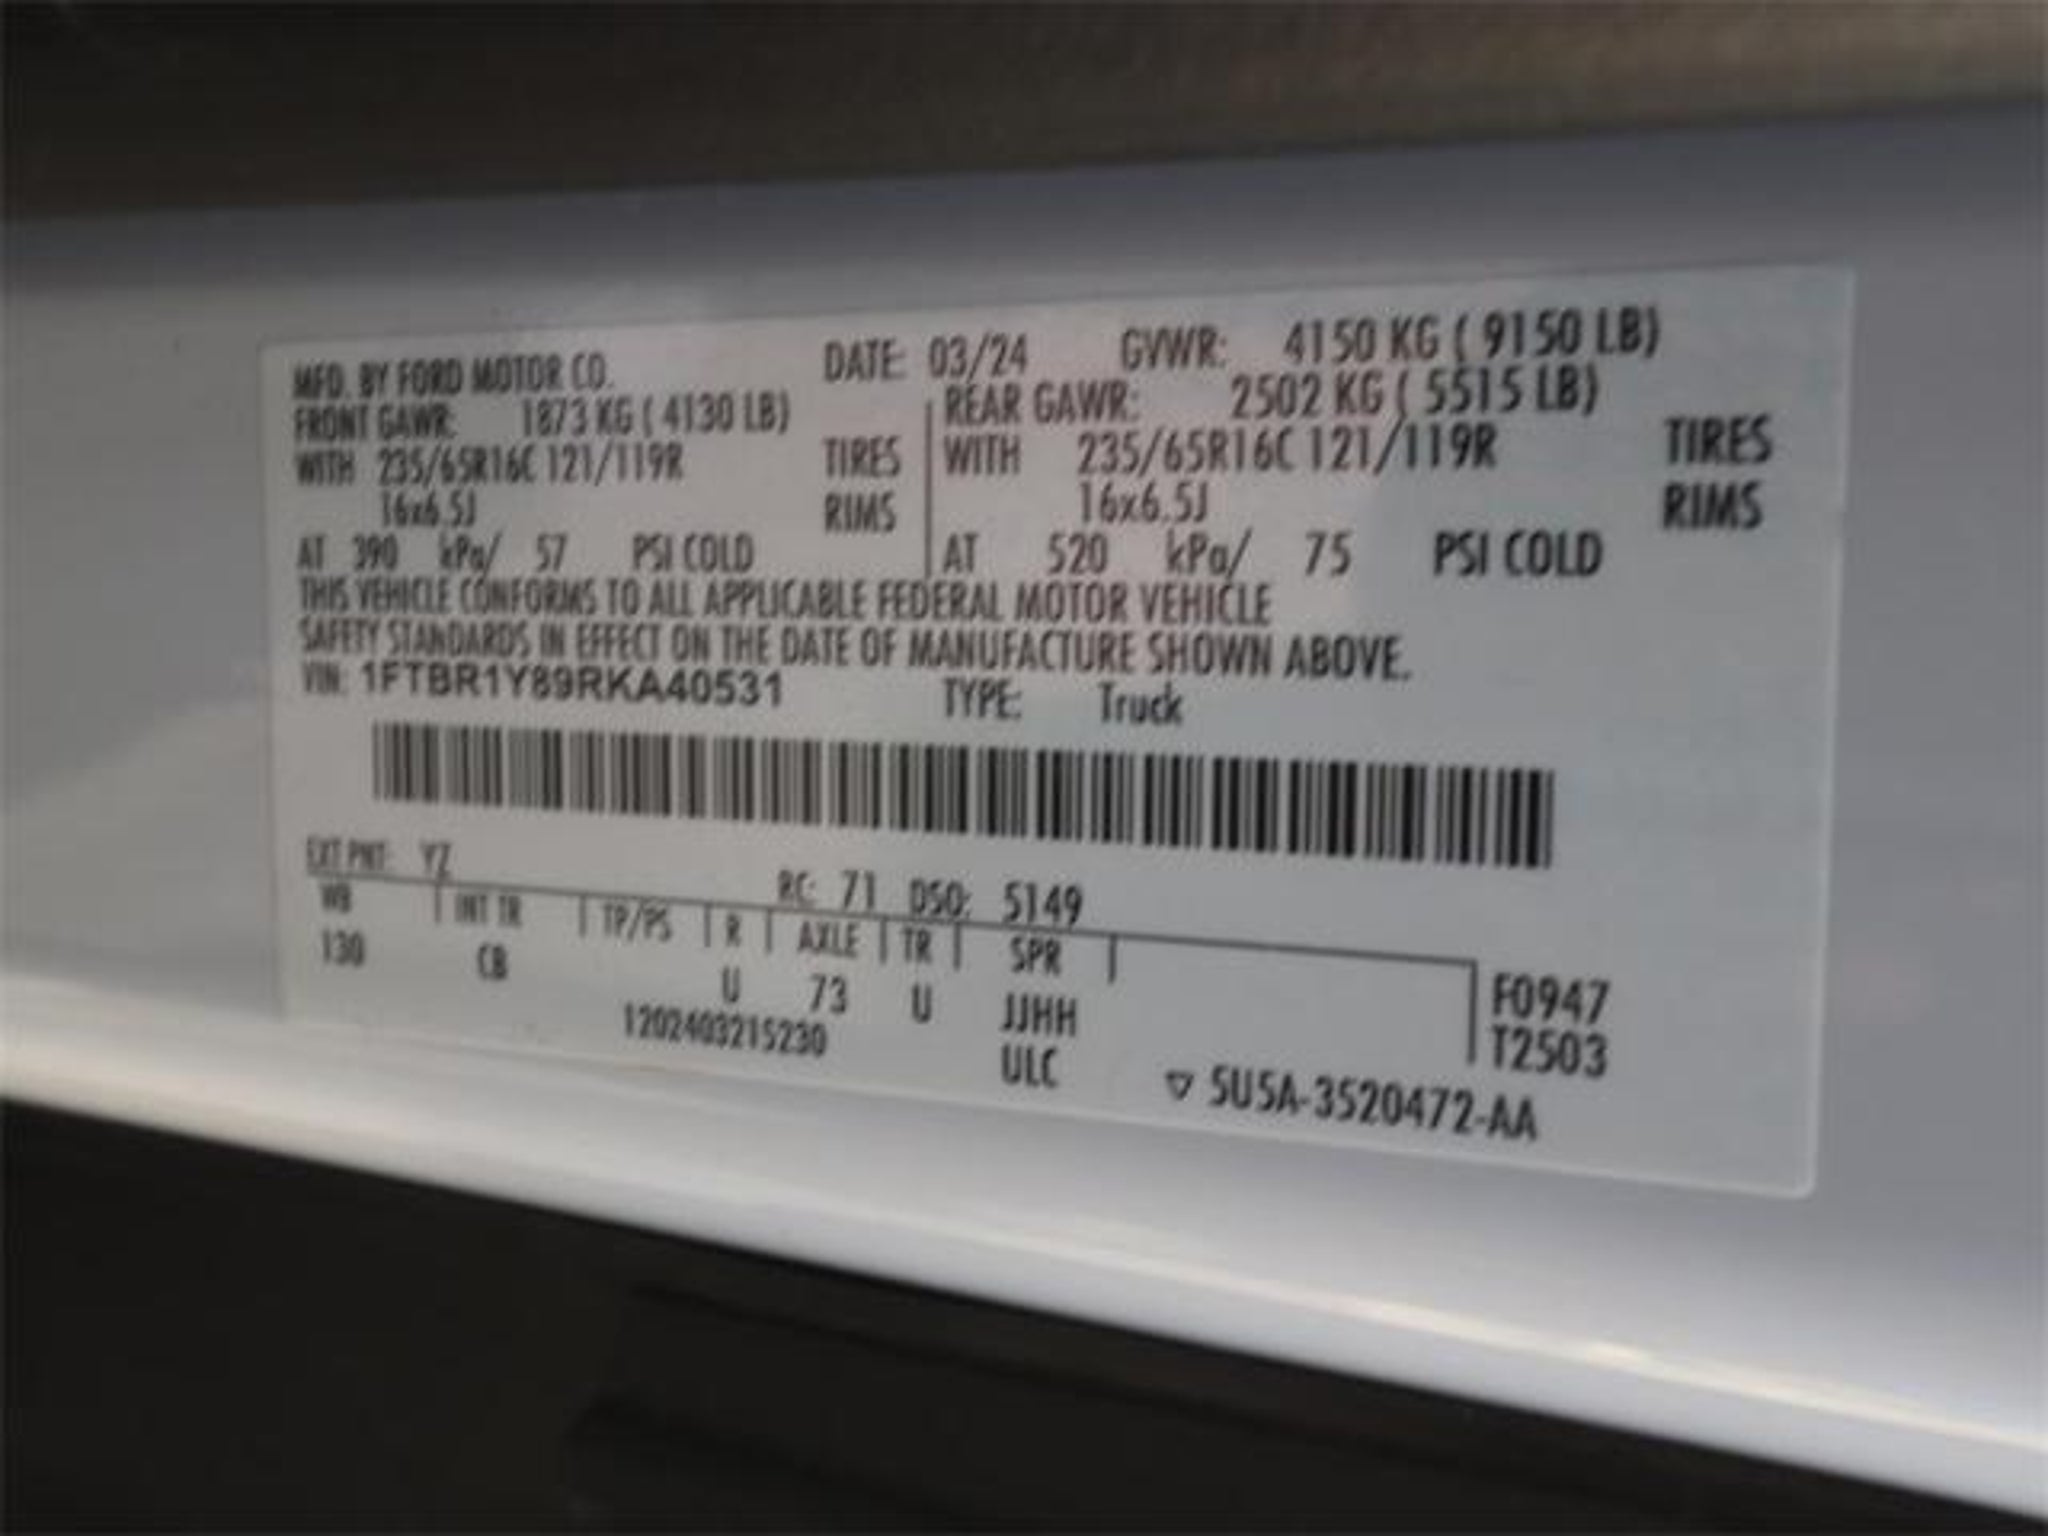 MFD. BY FORD MOTOR CO. DATE: 03/24 GVWR: 4150 KG ( 9150 LB)
FRONT GAWR: 1873 KG ( 4130 LB) REAR GAWR: 2502 KG ( 5515 LB)
WITH 235/65R16C 121/119R TIRES WITH 235/65R16C 121/119R TIRES
16x6.5J RIMS 16x6.5J RIMS
AT 390 kPa/ 57 PSI COLD AT 520 kPa/ 75 PSI COLD
THIS VEHICLE CONFORMS TO ALL APPLICABLE FEDERAL MOTOR VEHICLE
SAFETY STANDARDS IN EFFECT ON THE DATE OF MANUFACTURE SHOWN ABOVE.
VIN: 1FTBR1Y89RKA40531 TYPE: Truck
EXT PNT: YZ RC: 71 DSO: 5149
WB INT TR TP/PS R AXLE TR SPR
130 CB U 73 U JJHH F0947
1202403215230 ULC T2503
▽ 5U5A-3520472-AA